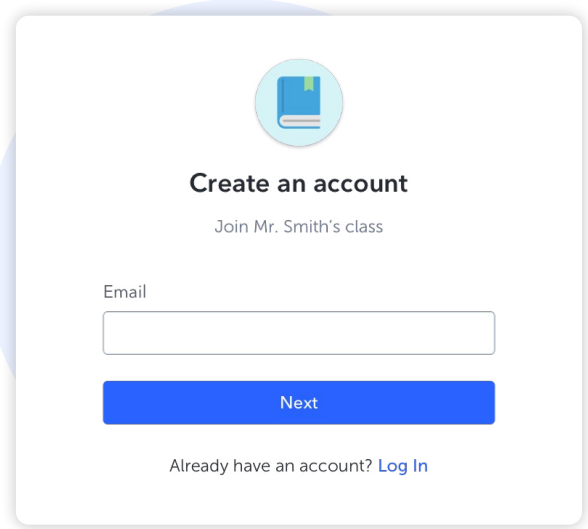 Create an account
Join Mr. Smith's class
Email
Next
Already have an account? Log In